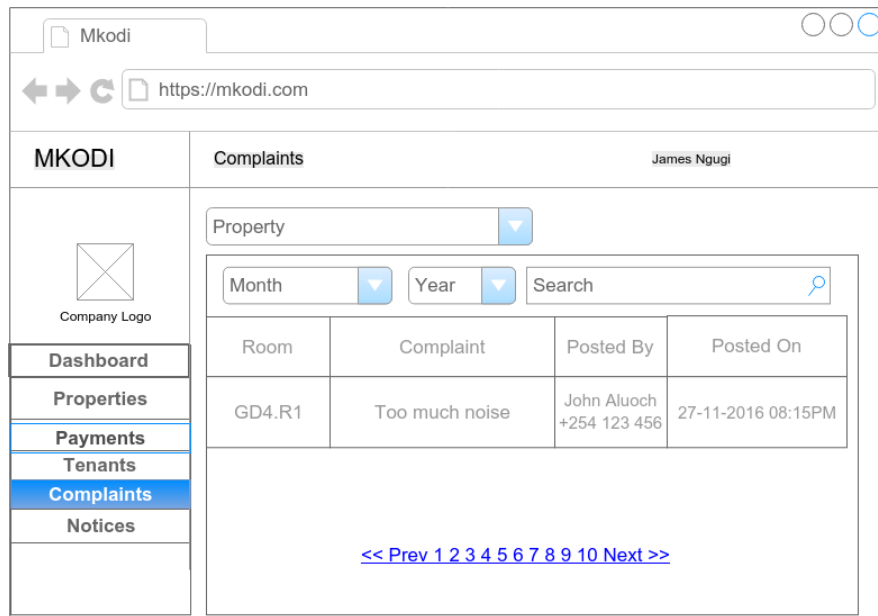 Mkodi
https://mkodi.com
MKODI
Complaints
James Ngugi
Company Logo
Dashboard
Properties
Payments
Tenants
Complaints
Notices
Property
Month
Year
Search
Room
Complaint
Posted By
Posted On
GD4.R1
Too much noise
John Aluoch
+254 123 456
27-11-2016 08:15PM
<< Prev 1 2 3 4 5 6 7 8 9 10 Next >>